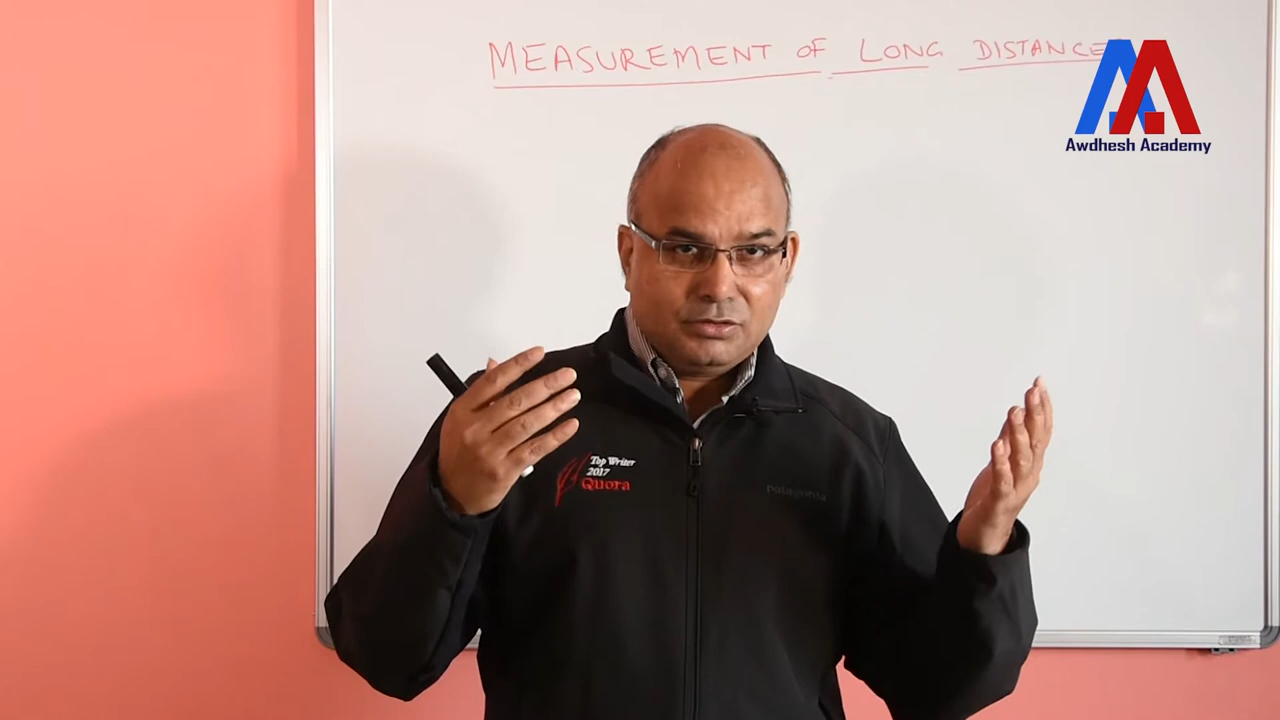 MEASUREMENT OF LONG DISTANCE
Awdhesh Academy
Top Writer
2017
Quora
patagonia